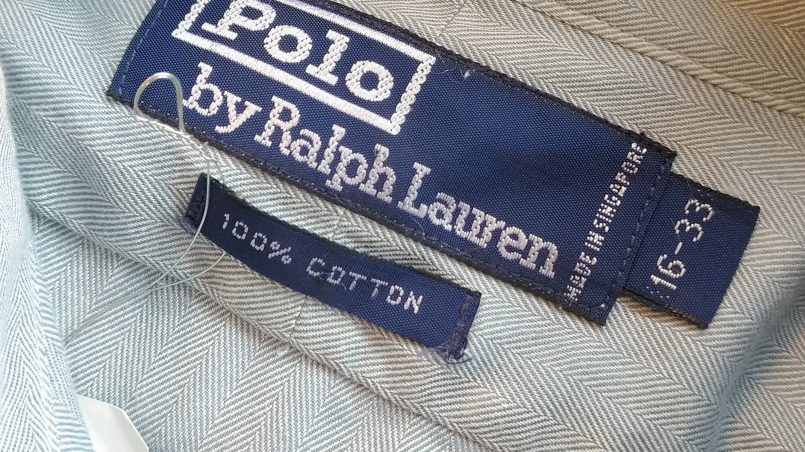 Polo
by Ralph Lauren
MADE IN SINGAPORE
16-33
100% COTTON